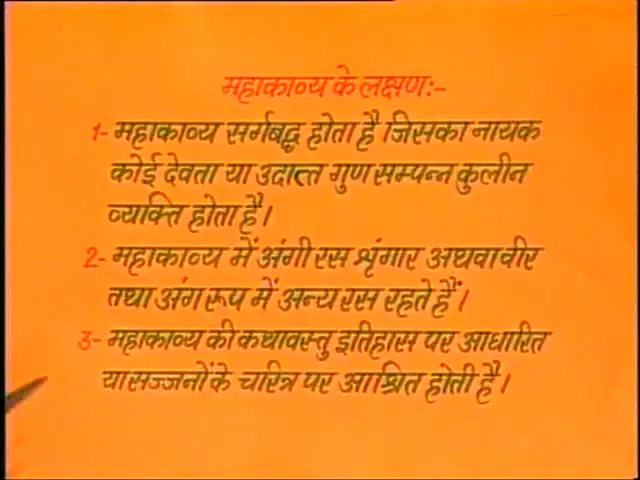 महाकाव्य के लक्षण:-
1- महाकाव्य सर्गबद्ध होता है जिसका नायक
कोई देवता या उदात्त गुण सम्पन्न कुलीन
व्यक्ति होता है।
2- महाकाव्य में अंगी रस शृंगार अथवा वीर
तथा अंग रूप में अन्य रस रहते हैं।
3- महाकाव्य की कथावस्तु इतिहास पर आधारित
या सज्जनों के चरित्र पर आश्रित होती है।